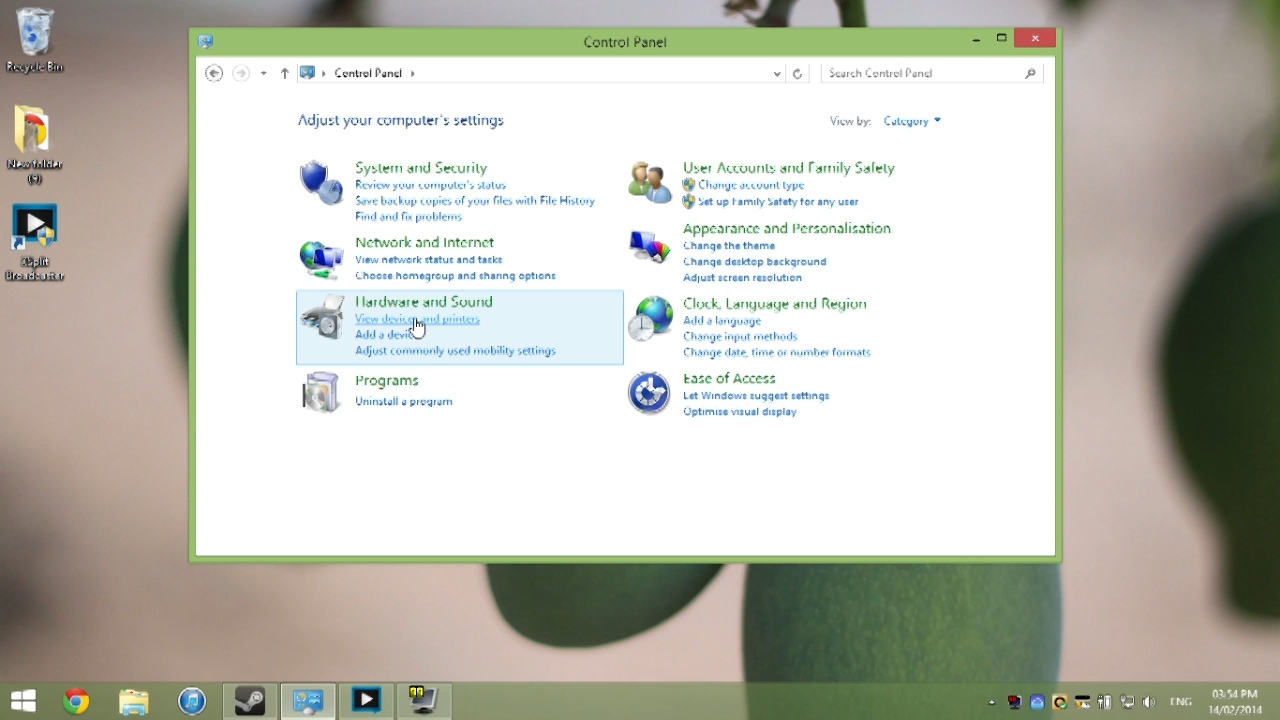 Recycle Bin
New folder
(9)
XSplit
Broadcaster
Control Panel
Control Panel
Search Control Panel
Adjust your computer's settings
View by: Category
System and Security
Review your computer's status
Save backup copies of your files with File History
Find and fix problems
Network and Internet
View network status and tasks
Choose homegroup and sharing options
Hardware and Sound
View devices and printers
Add a device
Adjust commonly used mobility settings
Programs
Uninstall a program
User Accounts and Family Safety
Change account type
Set up Family Safety for any user
Appearance and Personalisation
Change the theme
Change desktop background
Adjust screen resolution
Clock, Language and Region
Add a language
Change input methods
Change date, time or number formats
Ease of Access
Let Windows suggest settings
Optimise visual display
99
ENG
03:54 PM
14/02/2014